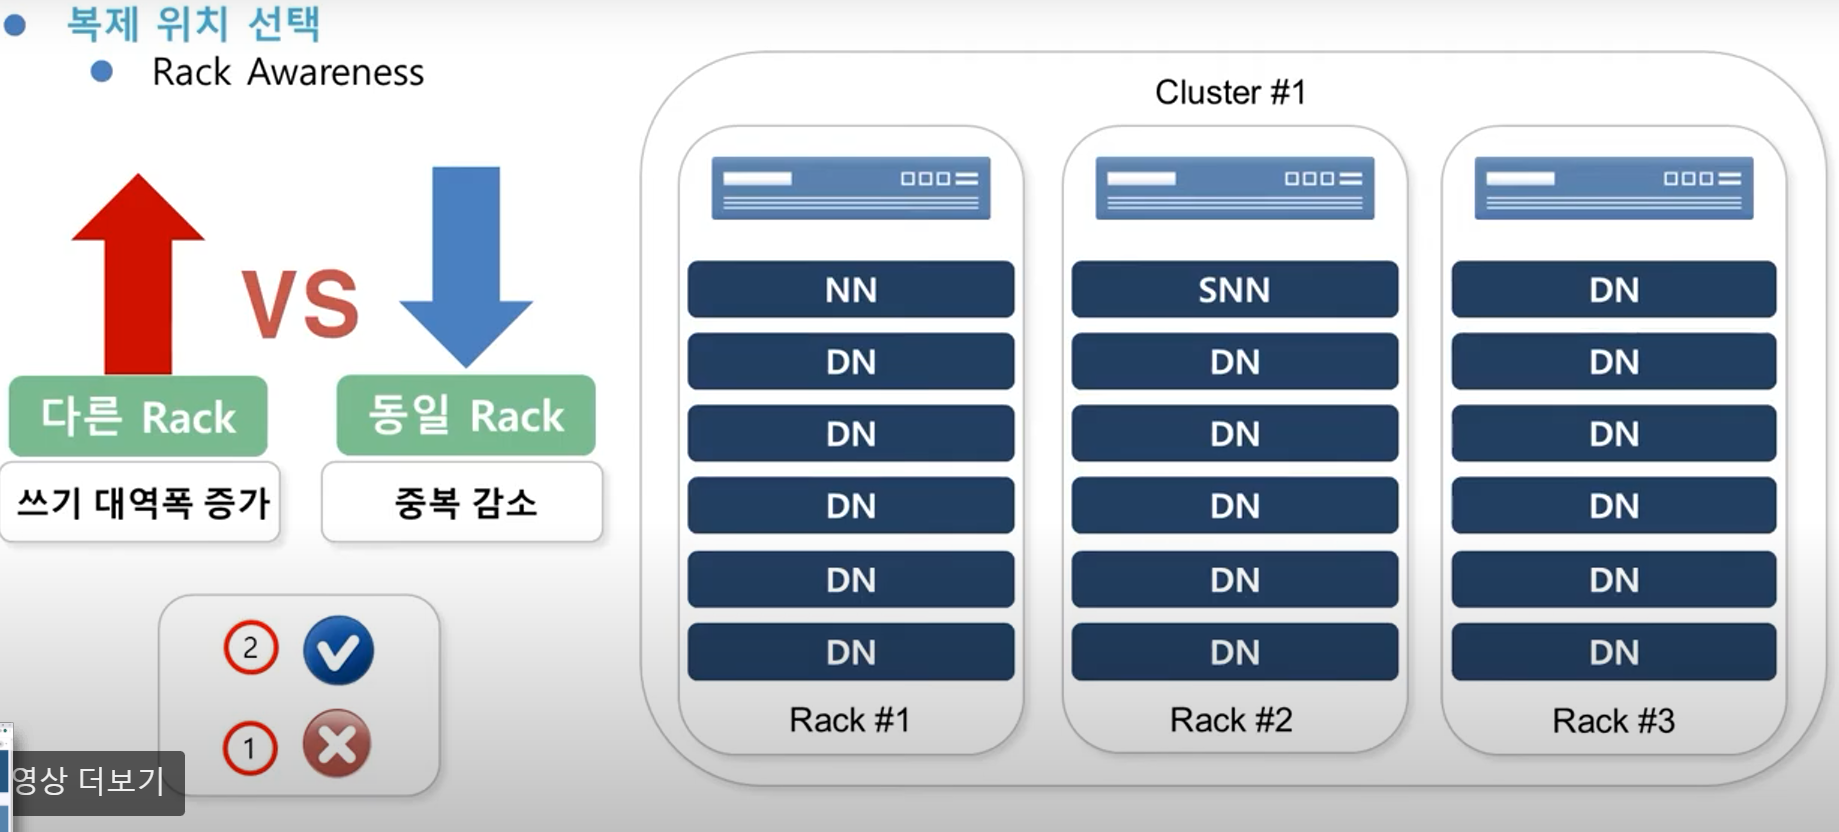 복제 위치 선택
Rack Awareness
VS
다른 Rack
동일 Rack
쓰기 대역폭 증가
중복 감소
2
1
영상 더보기
Cluster #1
NN
DN
DN
DN
DN
DN
Rack #1
SNN
DN
DN
DN
DN
DN
Rack #2
DN
DN
DN
DN
DN
DN
Rack #3